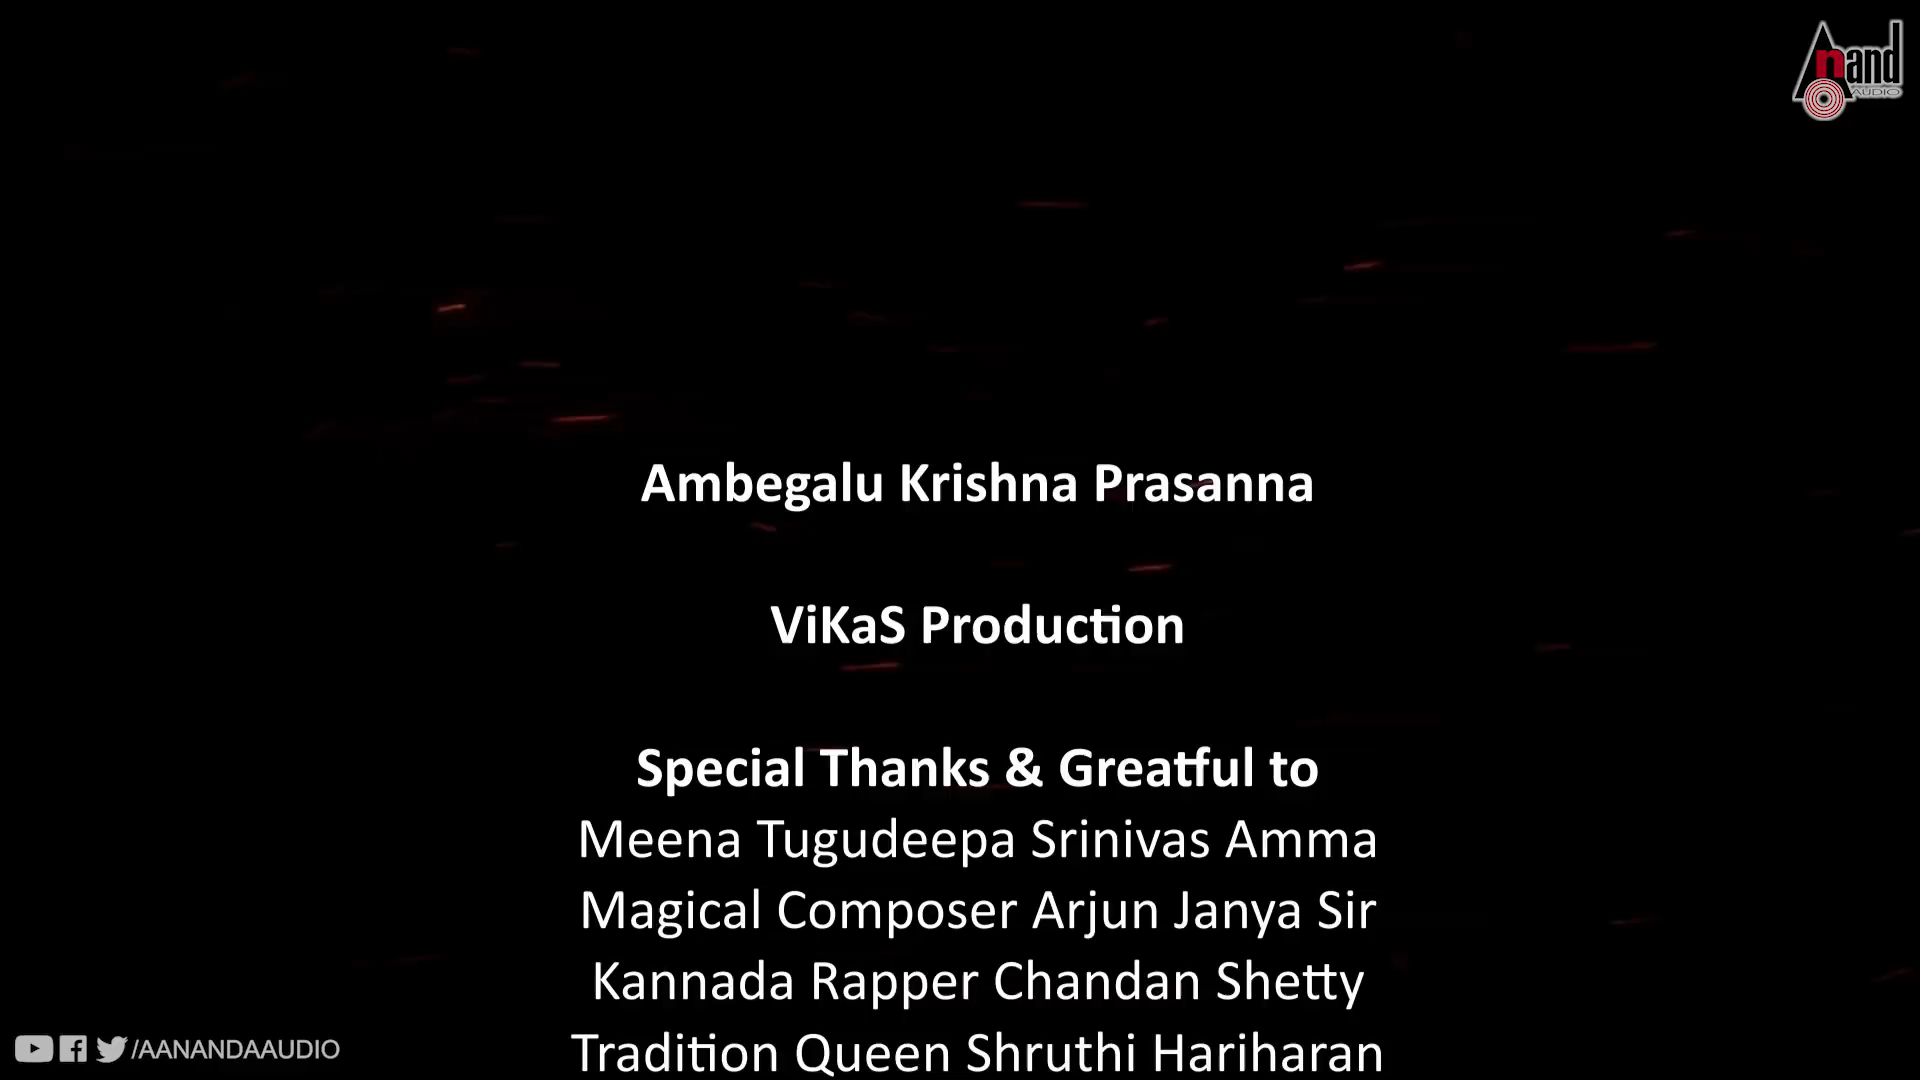 Anand
AUDIO
Ambegalu Krishna Prasanna
ViKaS Production
Special Thanks & Greatful to
Meena Tugudeepa Srinivas Amma
Magical Composer Arjun Janya Sir
Kannada Rapper Chandan Shetty
Tradition Queen Shruthi Hariharan
/AANANDAAUDIO